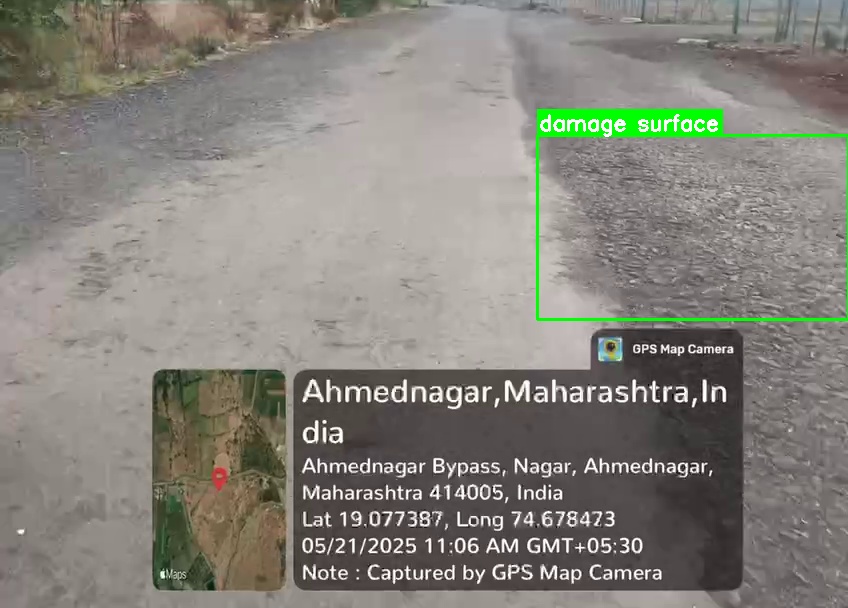 damage surface
GPS Map Camera
Ahmednagar,Maharashtra,In
dia
Ahmednagar Bypass, Nagar, Ahmednagar,
Maharashtra 414005, India
Lat 19.077387, Long 74.678473
05/21/2025 11:06 AM GMT+05:30
Note : Captured by GPS Map Camera
Maps